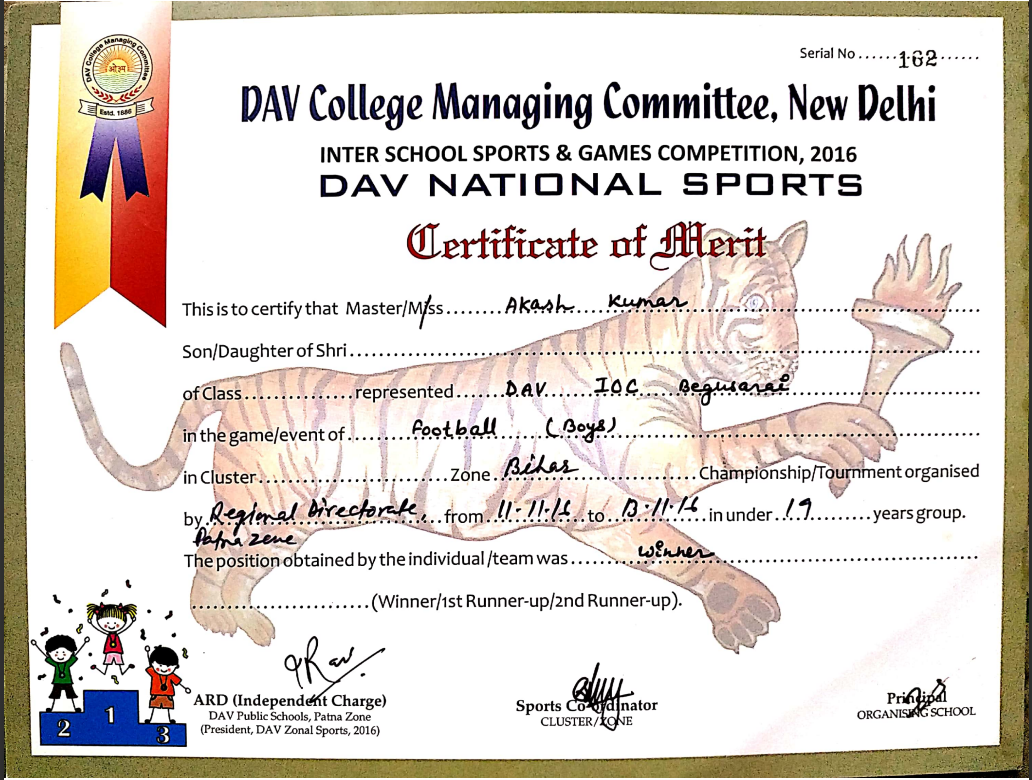 Serial No ......162......
DAV College Managing Committee
ओ३म्
Estd. 1886
DAV College Managing Committee, New Delhi
INTER SCHOOL SPORTS & GAMES COMPETITION, 2016
DAV NATIONAL SPORTS
Certificate of Merit
This is to certify that Master/Miss ........ Akash Kumar ........
Son/Daughter of Shri ........
of Class ........ represented ........ DAV IOC Begusarai ........
in the game/event of ........ Football (Boys) ........
in Cluster ........ Zone Bihar ........ Championship/Tournment organised
by Regional Directorate, from 11-11-16 to 13-11-16 in under 19 ........ years group.
Patna zone
The position obtained by the individual /team was ........ Winner ........
........ (Winner/1st Runner-up/2nd Runner-up).
ARD (Independent Charge)
DAV Public Schools, Patna Zone
(President, DAV Zonal Sports, 2016)
Sports Co-ordinator
CLUSTER/ZONE
Principal
ORGANISING SCHOOL
2 1 3